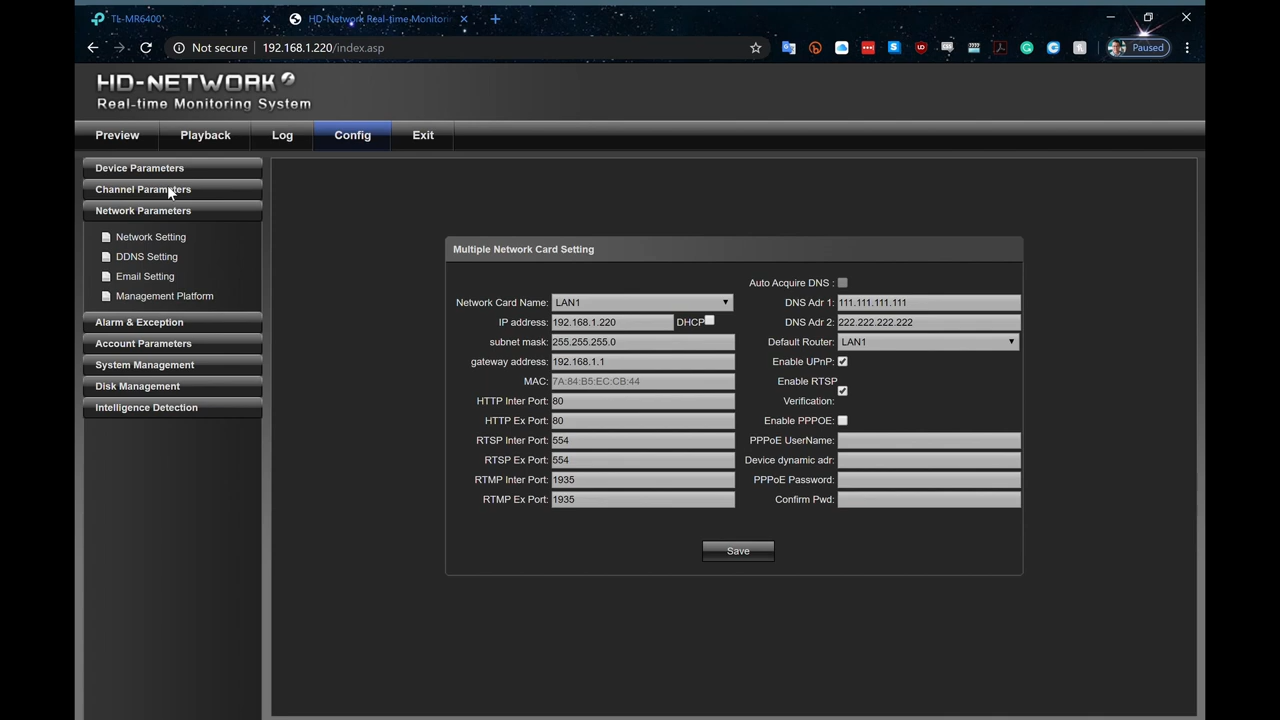 TL-MR6400
HD-Network Real-time Monitorin
Not secure
192.168.1.220/index.asp
Paused
HD-NETWORK
Real-time Monitoring System
Preview
Playback
Log
Config
Exit
Device Parameters
Channel Parameters
Network Parameters
Network Setting
DDNS Setting
Email Setting
Management Platform
Alarm & Exception
Account Parameters
System Management
Disk Management
Intelligence Detection
Multiple Network Card Setting
Network Card Name: LAN1
IP address: 192.168.1.220 DHCP
subnet mask: 255.255.255.0
gateway address: 192.168.1.1
MAC: 7A:84:B5:EC:CB:44
HTTP Inter Port: 80
HTTP Ex Port: 80
RTSP Inter Port: 554
RTSP Ex Port: 554
RTMP Inter Port: 1935
RTMP Ex Port: 1935
Auto Acquire DNS :
DNS Adr 1: 111.111.111.111
DNS Adr 2: 222.222.222.222
Default Router: LAN1
Enable UPnP:
Enable RTSP
Verification:
Enable PPPOE:
PPPoE UserName:
Device dynamic adr:
PPPoE Password:
Confirm Pwd:
Save